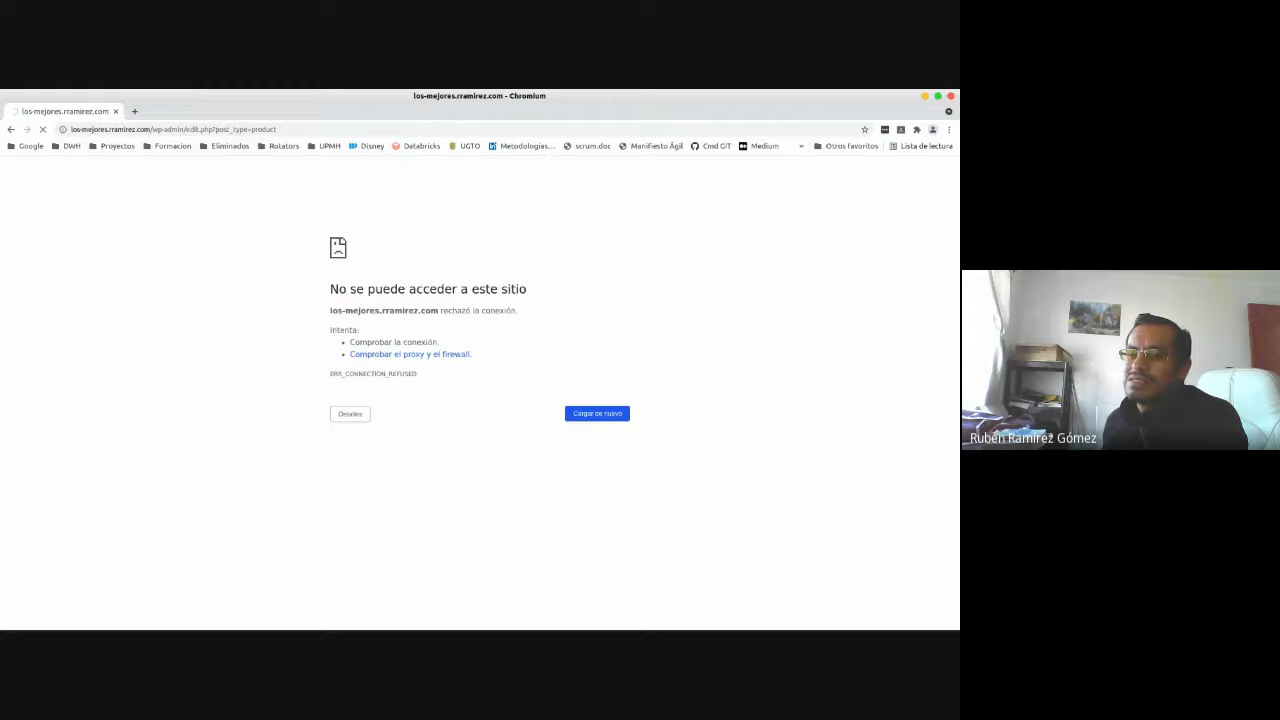 los-mejores.rramirez.com - Chromium
los-mejores.rramirez.com
los-mejores.rramirez.com/wp-admin/edit.php?post_type=product
Google DWH Proyectos Formacion Eliminados Rotators UPMH Disney Databricks UGTO Metodologías... scrum.doc Manifiesto Ágil Cmd GIT Medium » Otros favoritos Lista de lectura
No se puede acceder a este sitio
los-mejores.rramirez.com rechazó la conexión.
Intenta:
• Comprobar la conexión.
• Comprobar el proxy y el firewall.
ERR_CONNECTION_REFUSED
Detalles
Cargar de nuevo
Rubén Ramírez Gómez